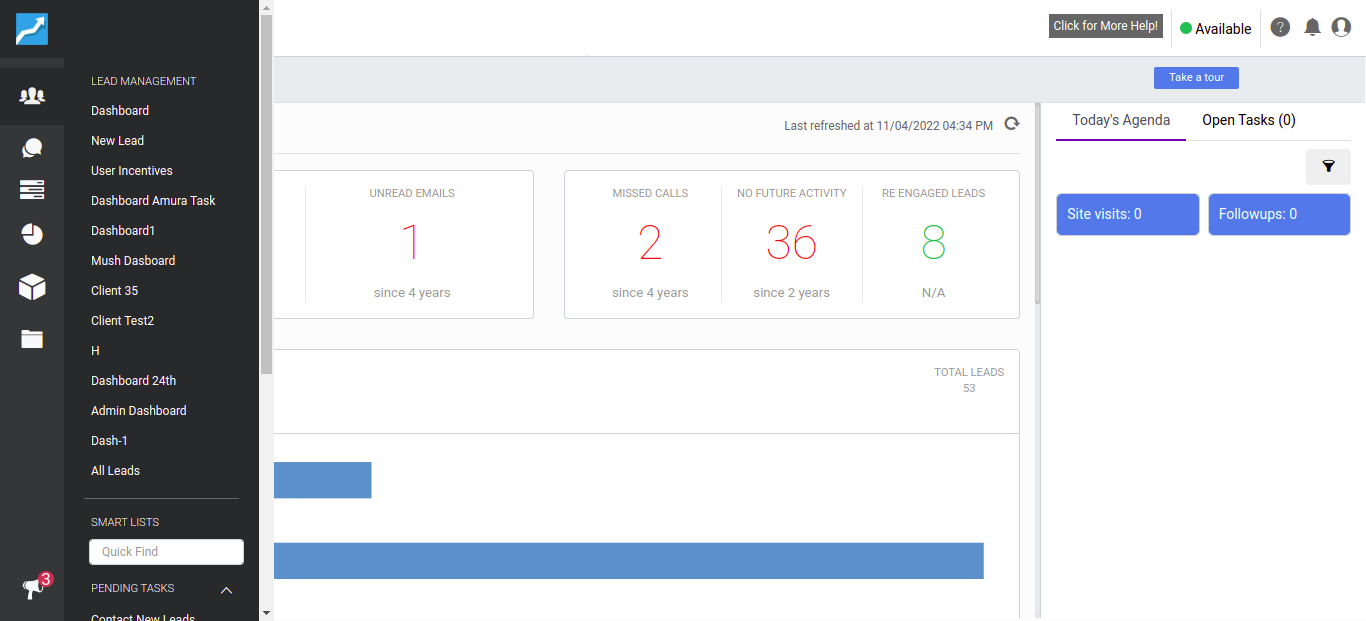 Click for More Help!
Available
?
Take a tour
LEAD MANAGEMENT
Dashboard
New Lead
User Incentives
Dashboard Amura Task
Dashboard1
Mush Dasboard
Client 35
Client Test2
H
Dashboard 24th
Admin Dashboard
Dash-1
All Leads
SMART LISTS
Quick Find
PENDING TASKS
Contact New Leads
3
Last refreshed at 11/04/2022 04:34 PM
UNREAD EMAILS
1
since 4 years
MISSED CALLS
2
since 4 years
NO FUTURE ACTIVITY
36
since 2 years
RE ENGAGED LEADS
8
N/A
TOTAL LEADS
53
Today's Agenda
Open Tasks (0)
Site visits: 0
Followups: 0